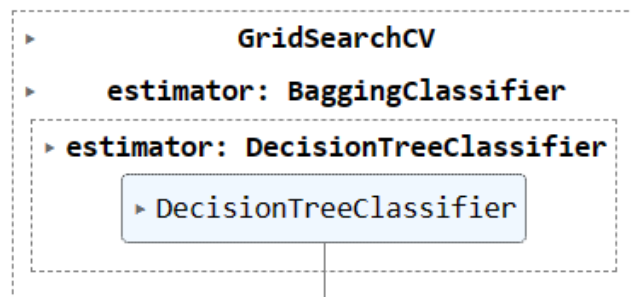 GridSearchCV
estimator: BaggingClassifier
estimator: DecisionTreeClassifier
DecisionTreeClassifier